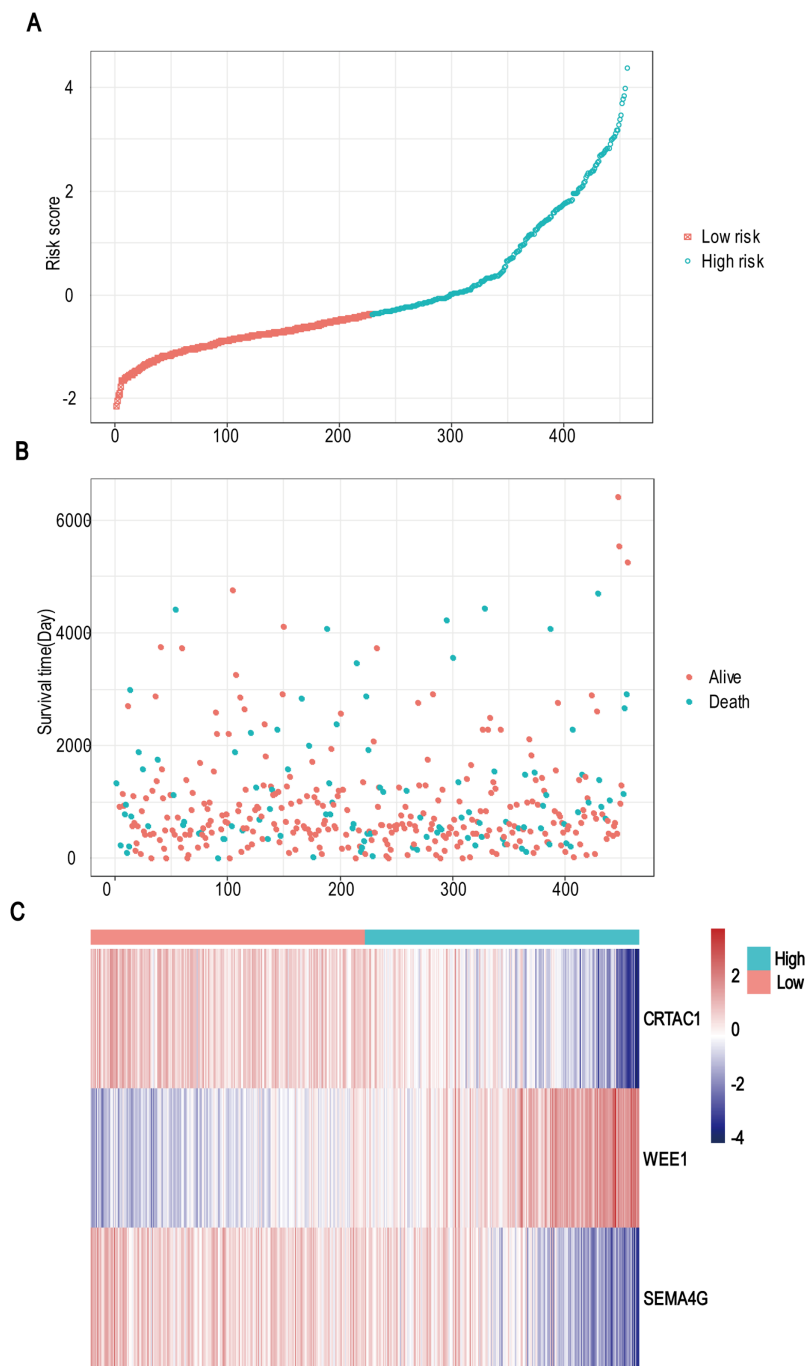 A
4
2
0
-2
Risk score
Low risk
High risk
0 100 200 300 400
B
6000
4000
2000
0
Survival time(Day)
Alive
Death
0 100 200 300 400
C
High
Low
2
0
-2
-4
CRTAC1
WEE1
SEMA4G